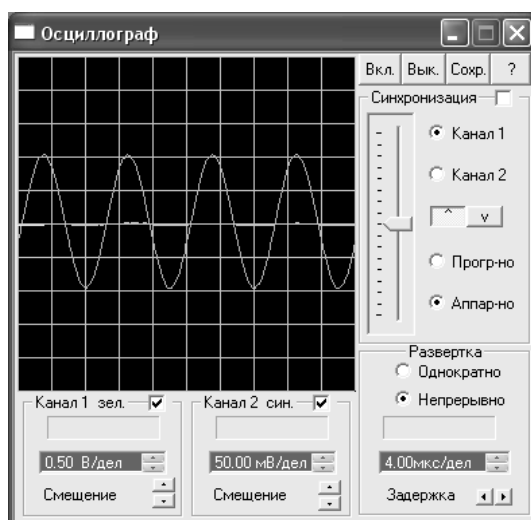 Осциллограф
Вкл. Вык. Сохр. ?
Синхронизация
Канал 1
Канал 2
^ v
Прогр-но
Аппар-но
Развертка
Однократно
Непрерывно
4.00мкс/дел
Задержка
Канал 1 зел.
0.50 В/дел
Смещение
Канал 2 син.
50.00 мВ/дел
Смещение